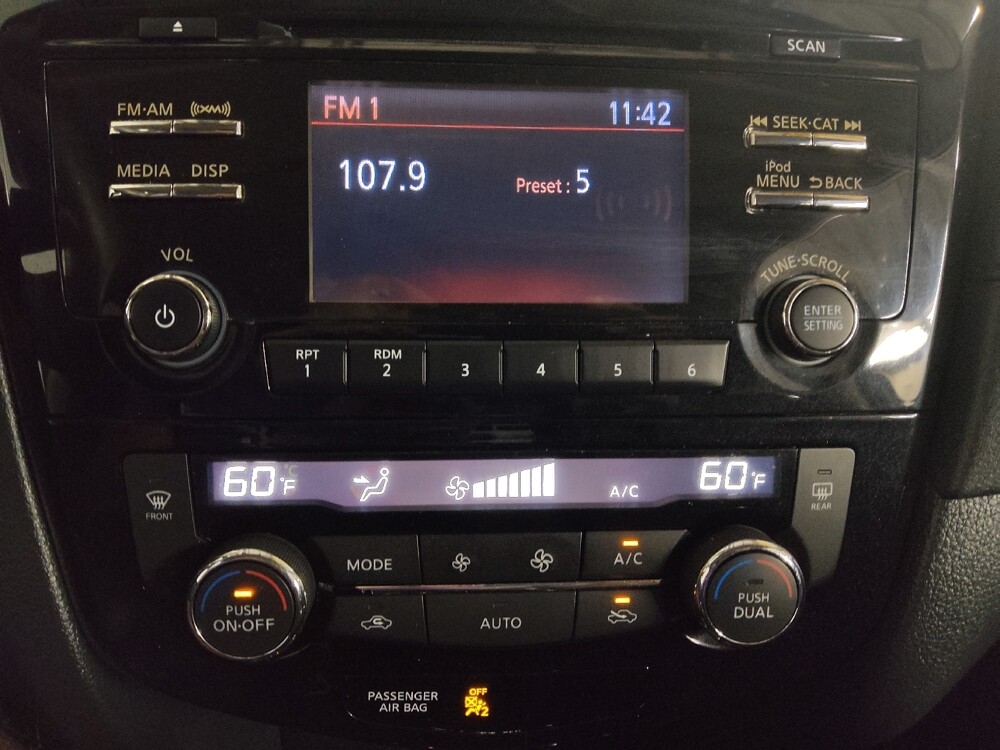 SCAN
FM·AM
((XM))
SEEK·CAT
MEDIA
DISP
iPod
MENU
BACK
FM 1
11:42
107.9
Preset : 5
VOL
TUNE·SCROLL
ENTER
SETTING
RPT
1
RDM
2
3
4
5
6
60°F
°C
A/C
60°F
FRONT
REAR
MODE
A/C
PUSH
ON·OFF
AUTO
PUSH
DUAL
PASSENGER
AIR BAG
OFF
2